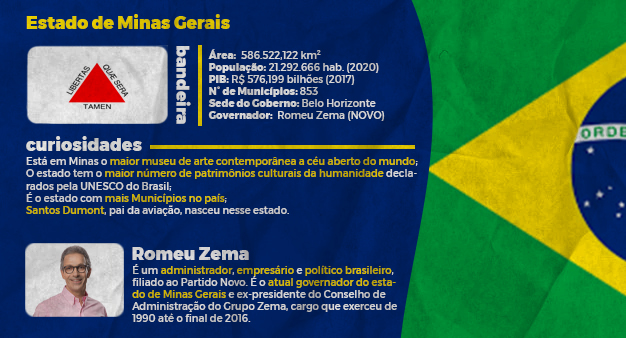 Estado de Minas Gerais
LIBERTAS QUÆ SERA
TAMEN
bandeira
Área: 586.522,122 km²
População: 21.292.666 hab. (2020)
PIB: R$ 576,199 bilhões (2017)
N° de Municípios: 853
Sede do Goberno: Belo Horizonte
Governador: Romeu Zema (NOVO)
curiosidades
Está em Minas o maior museu de arte contemporânea a céu aberto do mundo;
O estado tem o maior número de patrimônios culturais da humanidade decla-
rados pela UNESCO do Brasil;
É o estado com mais Municípios no país;
Santos Dumont, pai da aviação, nasceu nesse estado.
Romeu Zema
É um administrador, empresário e político brasileiro,
filiado ao Partido Novo. É o atual governador do esta-
do de Minas Gerais e ex-presidente do Conselho de
Administração do Grupo Zema, cargo que exerceu de
1990 até o final de 2016.
ORDE